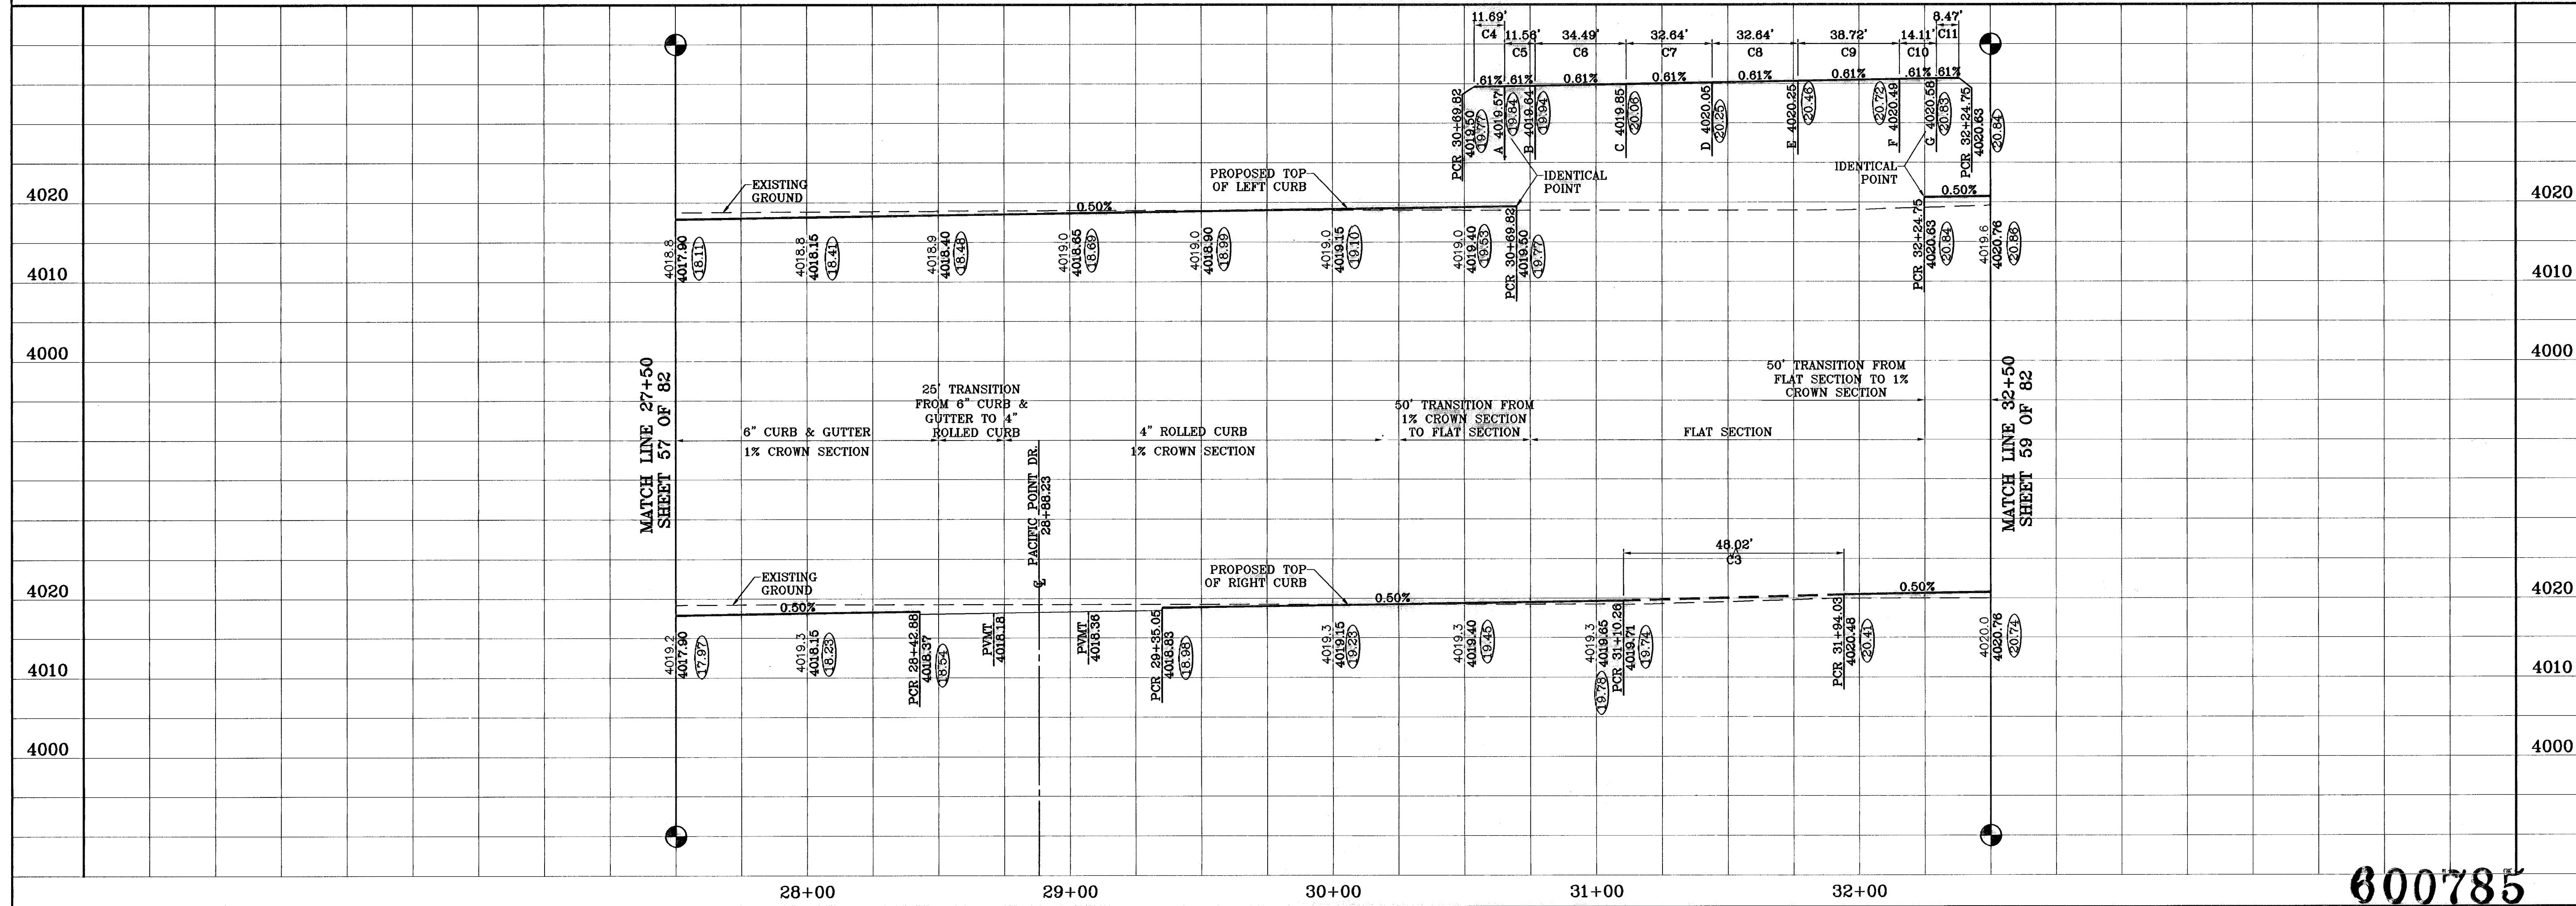 11.69'
C4
11.56'
C5
34.49'
C6
32.64'
C7
32.64'
C8
38.72'
C9
14.11'
C10
8.47'
C11
.61%
.61%
0.61%
0.61%
0.61%
0.61%
.61%
.61%
PCR 30+69.82
4019.50
19.77
A 4019.57
19.84
B 4019.64
19.94
C 4019.85
20.06
D 4020.05
20.25
E 4020.25
20.46
20.72
F 4020.49
G 4020.58
20.83
PCR 32+24.75
4020.63
20.84
IDENTICAL
POINT
IDENTICAL
POINT
PROPOSED TOP
OF LEFT CURB
EXISTING
GROUND
0.50%
0.50%
4020
4020
4010
4010
4000
4000
4018.8
4017.90
18.11
4018.8
4018.15
18.41
4018.9
4018.40
18.48
4019.0
4018.65
18.69
4019.0
4018.90
18.99
4019.0
4019.15
19.10
4019.0
4019.40
19.53
PCR 30+69.82
4019.50
19.77
PCR 32+24.75
4020.63
20.84
4019.6
4020.76
20.86
MATCH LINE 27+50
SHEET 57 OF 82
6" CURB & GUTTER
1% CROWN SECTION
25' TRANSITION
FROM 6" CURB &
GUTTER TO 4"
ROLLED CURB
℄ PACIFIC POINT DR.
28+88.23
4" ROLLED CURB
1% CROWN SECTION
50' TRANSITION FROM
1% CROWN SECTION
TO FLAT SECTION
FLAT SECTION
50' TRANSITION FROM
FLAT SECTION TO 1%
CROWN SECTION
MATCH LINE 32+50
SHEET 59 OF 82
48.02'
C3
EXISTING
GROUND
PROPOSED TOP
OF RIGHT CURB
0.50%
0.50%
0.50%
4020
4020
4010
4010
4000
4000
4019.2
4017.90
17.97
4019.3
4018.15
18.23
PCR 28+42.88
4018.37
18.54
PVMT
4018.18
PVMT
4018.36
PCR 29+35.05
4018.83
18.98
4019.3
4019.15
19.23
4019.3
4019.40
19.45
4019.3
4019.65
19.78
PCR 31+10.26
4019.71
19.74
PCR 31+94.03
4020.48
20.41
4020.0
4020.76
20.74
28+00
29+00
30+00
31+00
32+00
600785